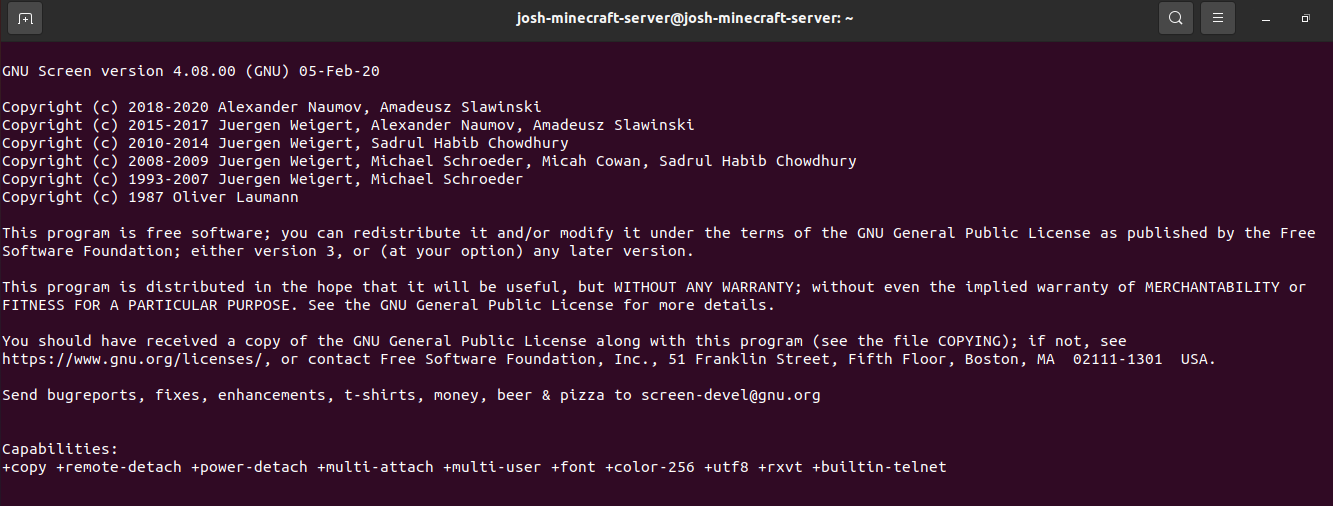 josh-minecraft-server@josh-minecraft-server: ~
GNU Screen version 4.08.00 (GNU) 05-Feb-20
Copyright (c) 2018-2020 Alexander Naumov, Amadeusz Slawinski
Copyright (c) 2015-2017 Juergen Weigert, Alexander Naumov, Amadeusz Slawinski
Copyright (c) 2010-2014 Juergen Weigert, Sadrul Habib Chowdhury
Copyright (c) 2008-2009 Juergen Weigert, Michael Schroeder, Micah Cowan, Sadrul Habib Chowdhury
Copyright (c) 1993-2007 Juergen Weigert, Michael Schroeder
Copyright (c) 1987 Oliver Laumann
This program is free software; you can redistribute it and/or modify it under the terms of the GNU General Public License as published by the Free
Software Foundation; either version 3, or (at your option) any later version.
This program is distributed in the hope that it will be useful, but WITHOUT ANY WARRANTY; without even the implied warranty of MERCHANTABILITY or
FITNESS FOR A PARTICULAR PURPOSE. See the GNU General Public License for more details.
You should have received a copy of the GNU General Public License along with this program (see the file COPYING); if not, see
https://www.gnu.org/licenses/, or contact Free Software Foundation, Inc., 51 Franklin Street, Fifth Floor, Boston, MA  02111-1301  USA.
Send bugreports, fixes, enhancements, t-shirts, money, beer & pizza to screen-devel@gnu.org
Capabilities:
+copy +remote-detach +power-detach +multi-attach +multi-user +font +color-256 +utf8 +rxvt +builtin-telnet